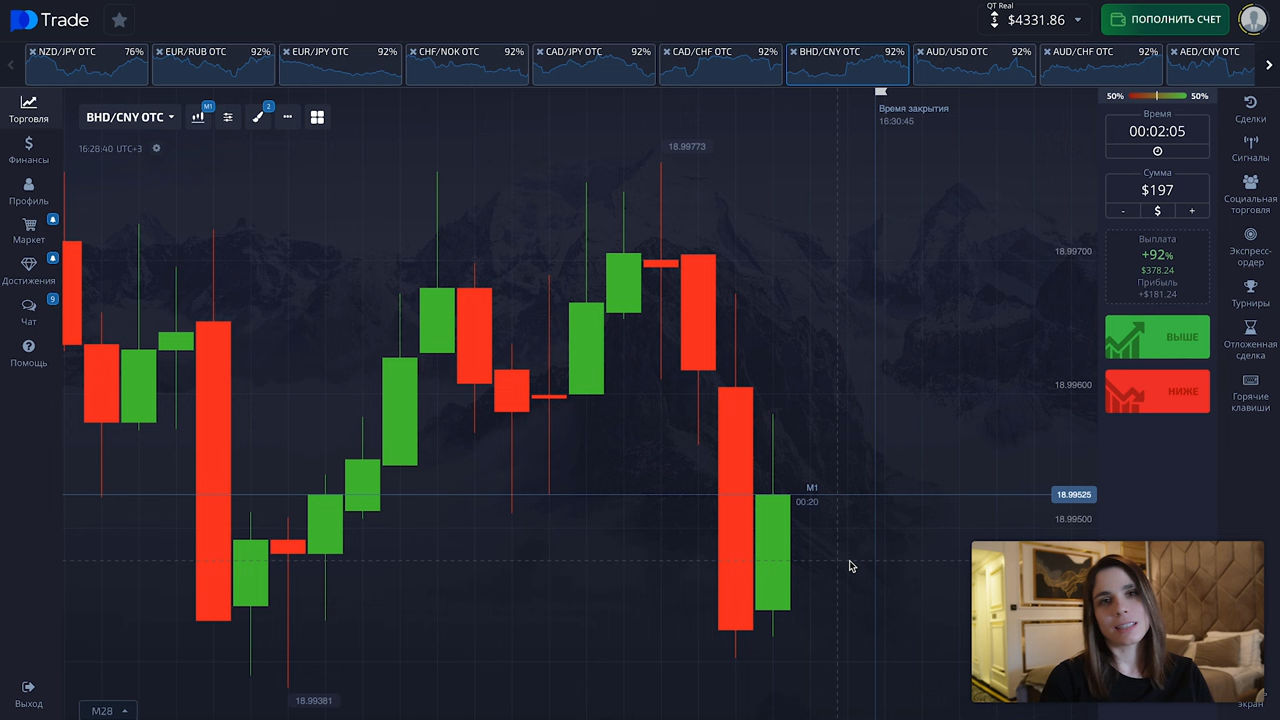 Trade
QT Real
$4331.86
ПОПОЛНИТЬ СЧЕТ
NZD/JPY OTC 76%
EUR/RUB OTC 92%
EUR/JPY OTC 92%
CHF/NOK OTC 92%
CAD/JPY OTC 92%
CAD/CHF OTC 92%
BHD/CNY OTC 92%
AUD/USD OTC 92%
AUD/CHF OTC 92%
AED/CNY OTC
Торговля
Финансы
Профиль
Маркет
Достижения
9
Чат
Помощь
Выход
BHD/CNY OTC
M1
2
16:28:40 UTC+3
Время закрытия
16:30:45
18.99773
18.99700
18.99600
M1
00:20
18.99525
18.99500
18.99381
M28
50% 50%
Время
00:02:05
Сумма
$197
- $ +
Выплата
+92%
$378.24
Прибыль
+$181.24
ВЫШЕ
НИЖЕ
Сделки
Сигналы
Социальная
торговля
Экспресс-
ордер
Турниры
Отложенная
сделка
Горячие
клавиши
экран